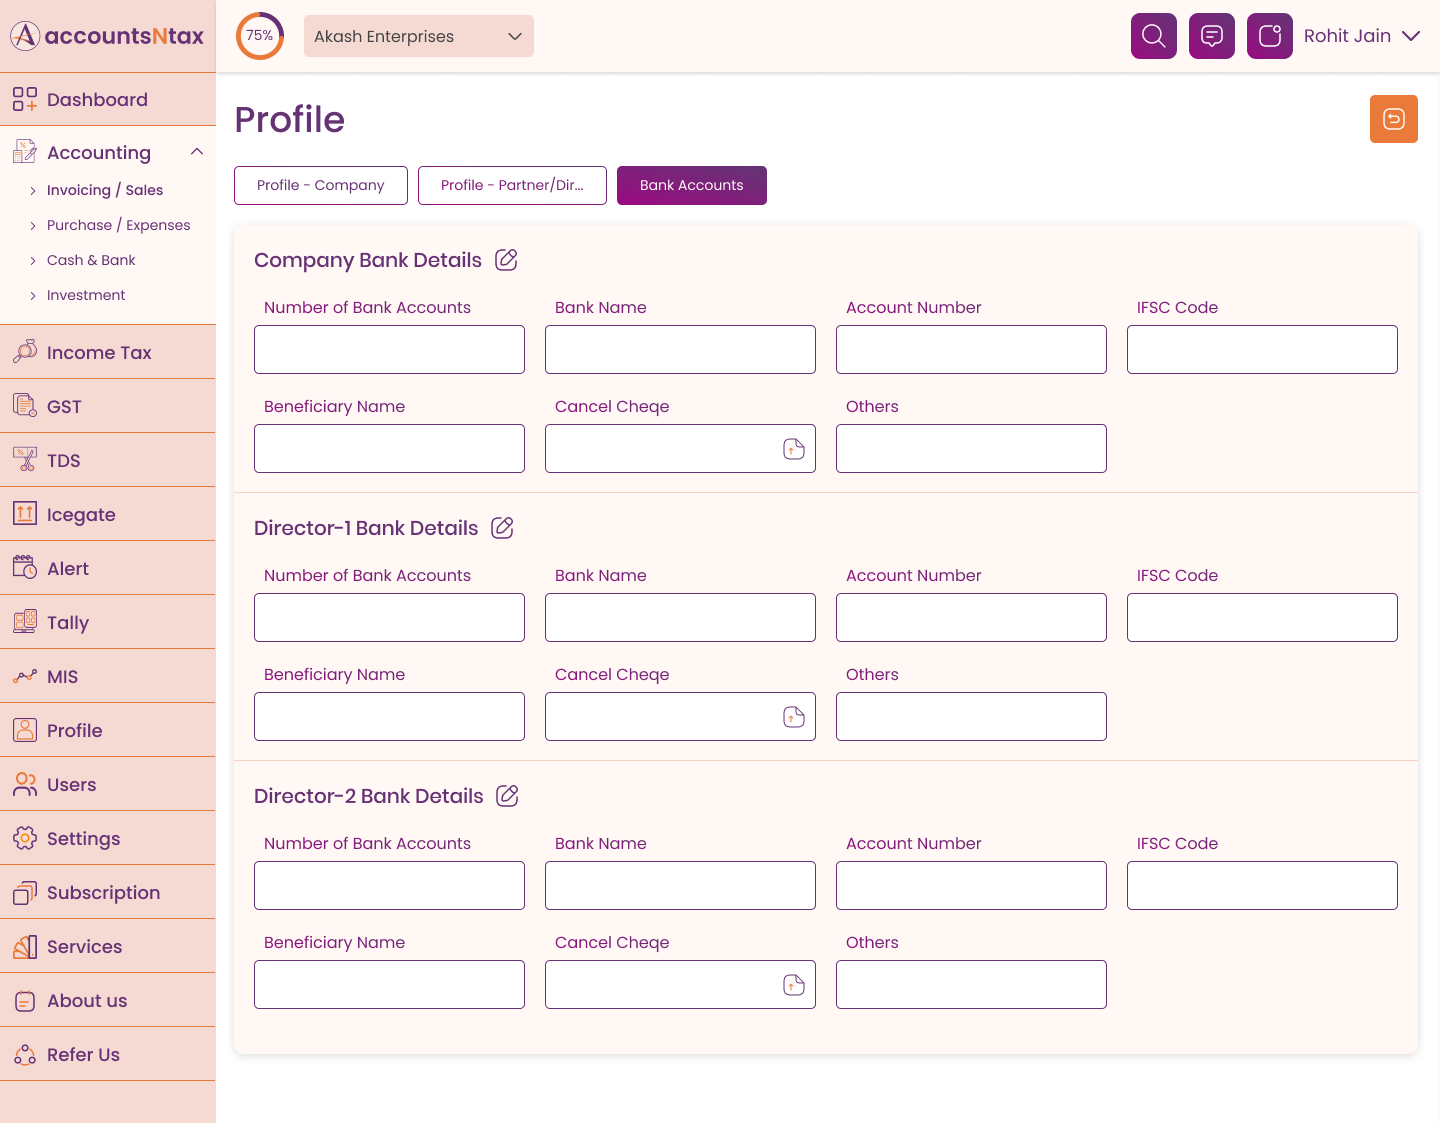 accountsNtax
75%
Akash Enterprises
Rohit Jain
Dashboard
Accounting
Invoicing / Sales
Purchase / Expenses
Cash & Bank
Investment
Income Tax
GST
TDS
Icegate
Alert
Tally
MIS
Profile
Users
Settings
Subscription
Services
About us
Refer Us
Profile
Profile - Company
Profile - Partner/Dir...
Bank Accounts
Company Bank Details
Number of Bank Accounts
Bank Name
Account Number
IFSC Code
Beneficiary Name
Cancel Cheqe
Others
Director-1 Bank Details
Number of Bank Accounts
Bank Name
Account Number
IFSC Code
Beneficiary Name
Cancel Cheqe
Others
Director-2 Bank Details
Number of Bank Accounts
Bank Name
Account Number
IFSC Code
Beneficiary Name
Cancel Cheqe
Others